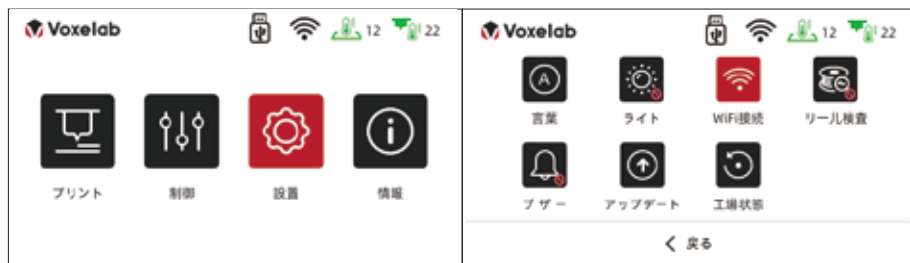 Voxelab 12 22
プリント 制御 設置 情報
Voxelab 12 22
A
言葉 ライト WiFi接続 リール検査
ブザー アップデート 工場状態
戻る